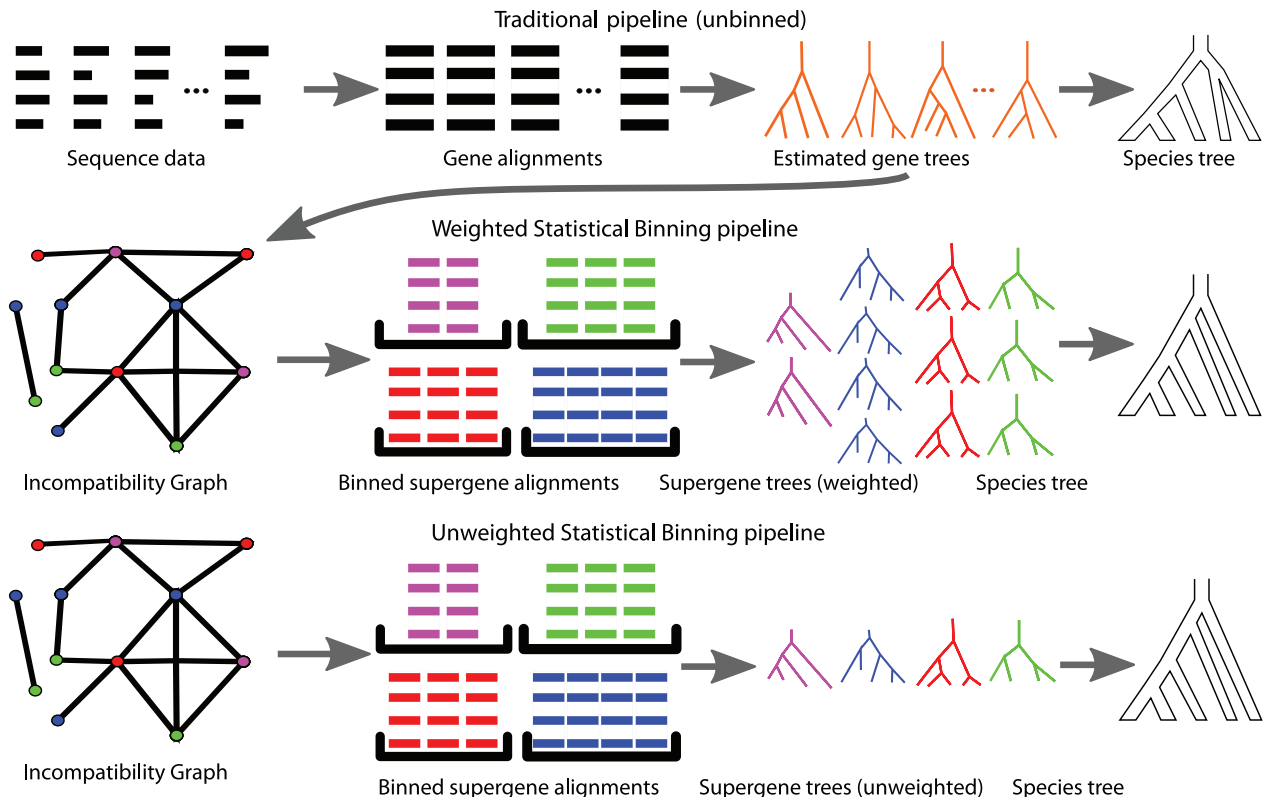 Traditional pipeline (unbinned)
Sequence data
Gene alignments
Estimated gene trees
Species tree
Weighted Statistical Binning pipeline
Incompatibility Graph
Binned supergene alignments
Supergene trees (weighted)
Species tree
Unweighted Statistical Binning pipeline
Incompatibility Graph
Binned supergene alignments
Supergene trees (unweighted)
Species tree